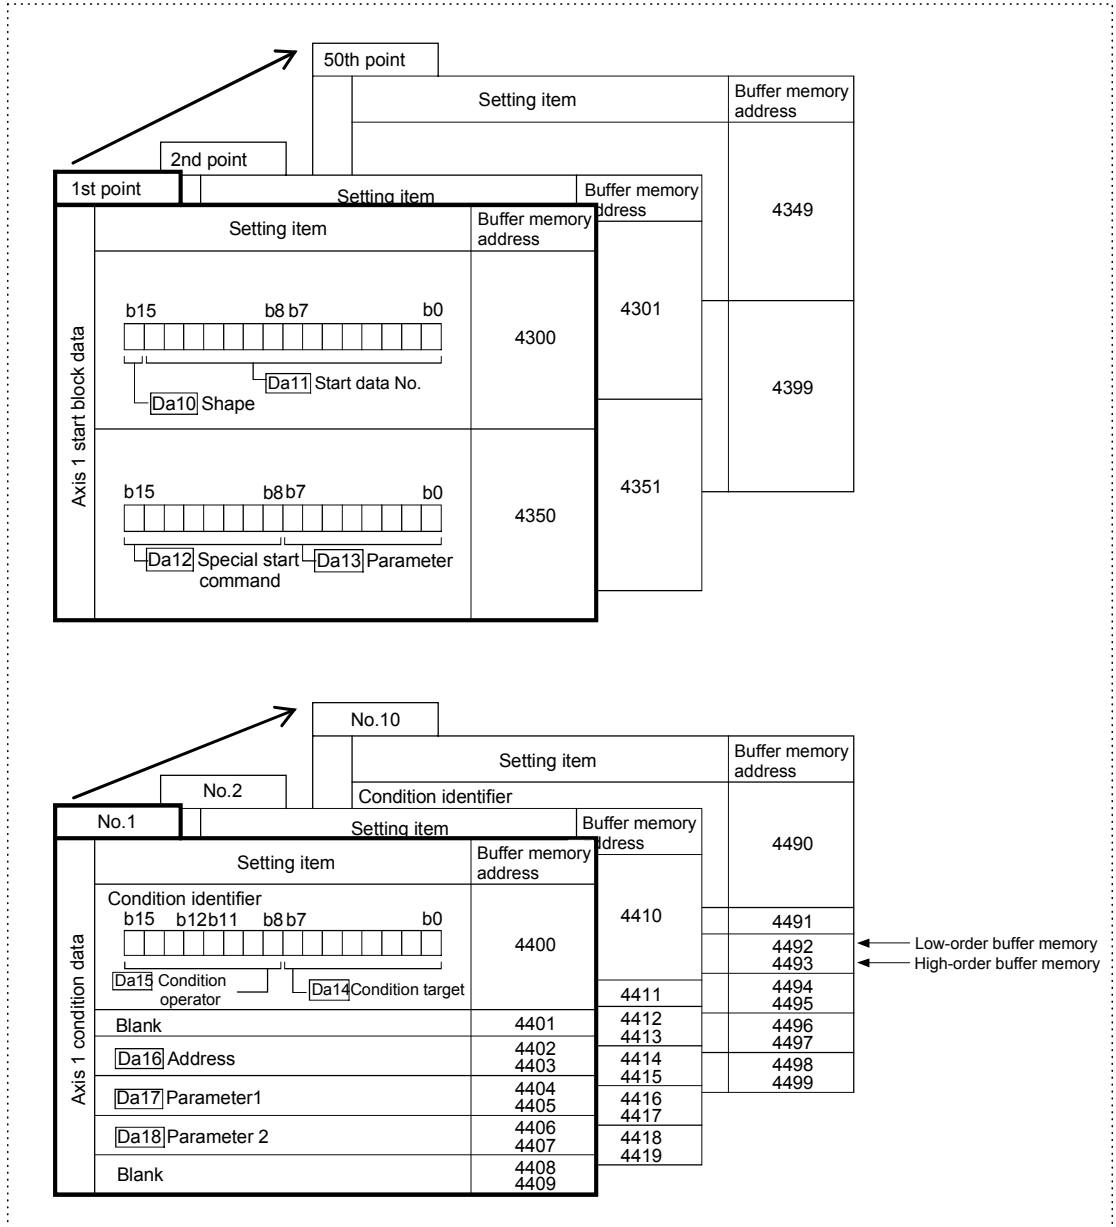 50th point
Setting item
Buffer memory
address
4349
4399
2nd point
Setting item
Buffer memory
address
4301
4351
1st point
Setting item
Buffer memory
address
Axis 1 start block data
b15 b8 b7 b0
4300
Da11 Start data No.
Da10 Shape
b15 b8 b7 b0
4350
Da12 Special start
command
Da13 Parameter
No.10
Setting item
Buffer memory
address
Condition identifier
4490
4491
4492
4493
4494
4495
4496
4497
4498
4499
Low-order buffer memory
High-order buffer memory
No.2
Setting item
Buffer memory
address
4410
4411
4412
4413
4414
4415
4416
4417
4418
4419
No.1
Setting item
Buffer memory
address
Axis 1 condition data
Condition identifier
b15 b12 b11 b8 b7 b0
4400
Da15 Condition
operator
Da14 Condition target
Blank
4401
Da16 Address
4402
4403
Da17 Parameter1
4404
4405
Da18 Parameter 2
4406
4407
Blank
4408
4409